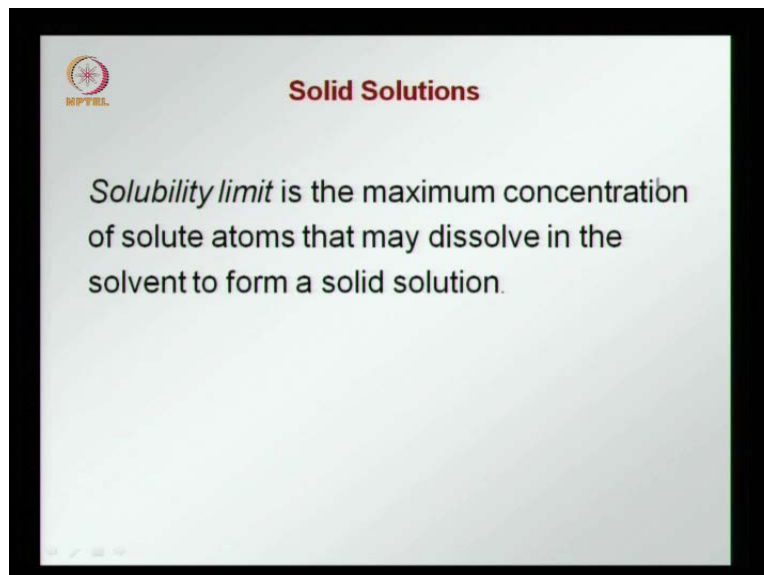 NPTEL
Solid Solutions
Solubility limit is the maximum concentration
of solute atoms that may dissolve in the
solvent to form a solid solution.